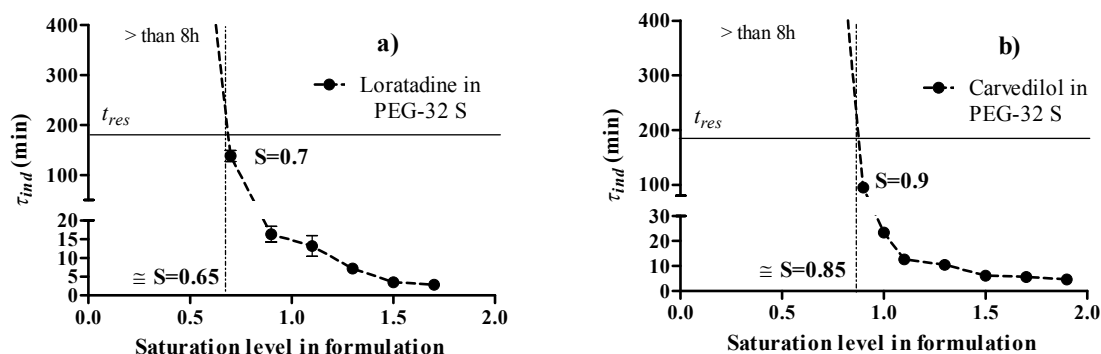 400
> than 8h
a)
300
Loratadine in
PEG-32 S
200
t_res
S=0.7
100
τ_ind (min)
20
15
10
5
0
≅ S=0.65
0.0 0.5 1.0 1.5 2.0
Saturation level in formulation
400
> than 8h
b)
300
Carvedilol in
PEG-32 S
200
t_res
S=0.9
100
τ_ind (min)
30
20
10
0
≅ S=0.85
0.0 0.5 1.0 1.5 2.0
Saturation level in formulation